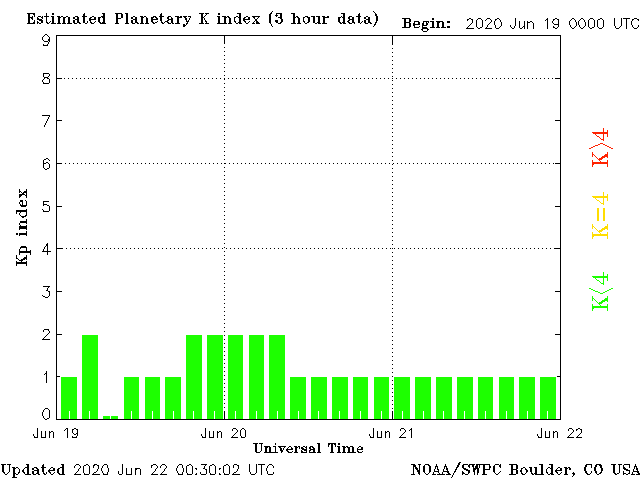 Estimated Planetary K index (3 hour data) Begin: 2020 Jun 19 0000 UTC
9
8
7
6
5
4
3
2
1
0
Kp index
K>4
K=4
K<4
Jun 19 Jun 20 Jun 21 Jun 22
Universal Time
Updated 2020 Jun 22 00:30:02 UTC NOAA/SWPC Boulder, CO USA